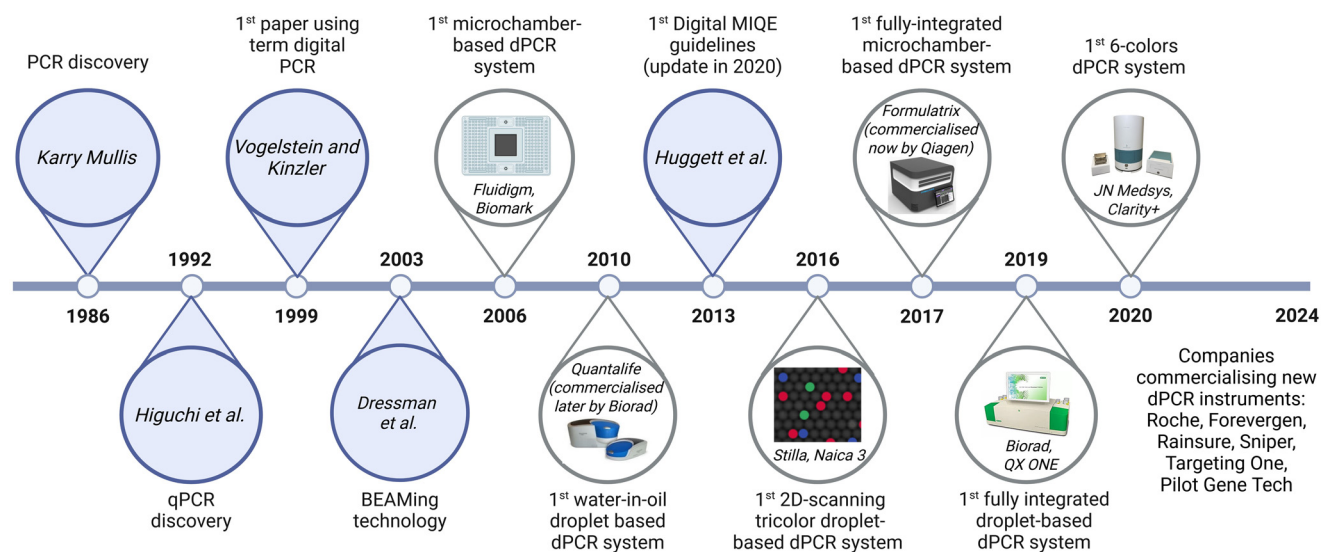 PCR discovery
Karry Mullis
1986
1992
Higuchi et al.
qPCR
discovery
1st paper using
term digital
PCR
Vogelstein and
Kinzler
1999
2003
Dressman
et al.
BEAMing
technology
1st microchamber-
based dPCR
system
Fluidigm,
Biomark
2006
2010
Quantalife
(commercialised
later by Biorad)
1st water-in-oil
droplet based
dPCR system
1st Digital MIQE
guidelines
(update in 2020)
Huggett et al.
2013
2016
Stilla, Naica 3
1st 2D-scanning
tricolor droplet-
based dPCR system
1st fully-integrated
microchamber-
based dPCR system
Formulatrix
(commercialised
now by Qiagen)
2017
2019
Biorad,
QX ONE
1st fully integrated
droplet-based
dPCR system
1st 6-colors
dPCR system
JN Medsys,
Clarity+
2020
2024
Companies
commercialising new
dPCR instruments:
Roche, Forevergen,
Rainsure, Sniper,
Targeting One,
Pilot Gene Tech